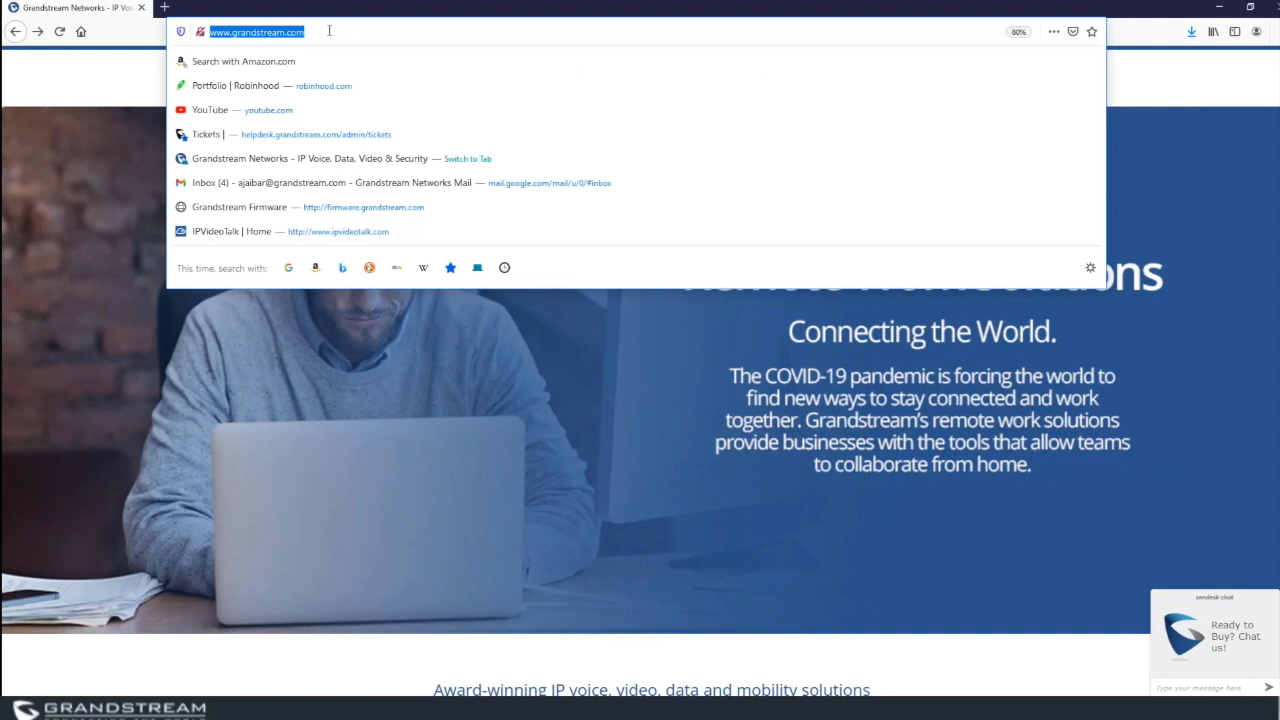 Grandstream Networks - IP Voi
www.grandstream.com
80%
Search with Amazon.com
Portfolio | Robinhood — robinhood.com
YouTube — youtube.com
Tickets | — helpdesk.grandstream.com/admin/tickets
Grandstream Networks - IP Voice, Data, Video & Security — Switch to Tab
Inbox (4) - ajaibar@grandstream.com - Grandstream Networks Mail — mail.google.com/mail/u/0/#inbox
Grandstream Firmware — http://firmware.grandstream.com
IPVideoTalk | Home — http://www.ipvideotalk.com
This time, search with:
Connecting the World.
The COVID-19 pandemic is forcing the world to
find new ways to stay connected and work
together. Grandstream's remote work solutions
provide businesses with the tools that allow teams
to collaborate from home.
zendesk chat
Ready to
Buy? Chat
us!
Type your message here
Award-winning IP voice, video, data and mobility solutions
GRANDSTREAM